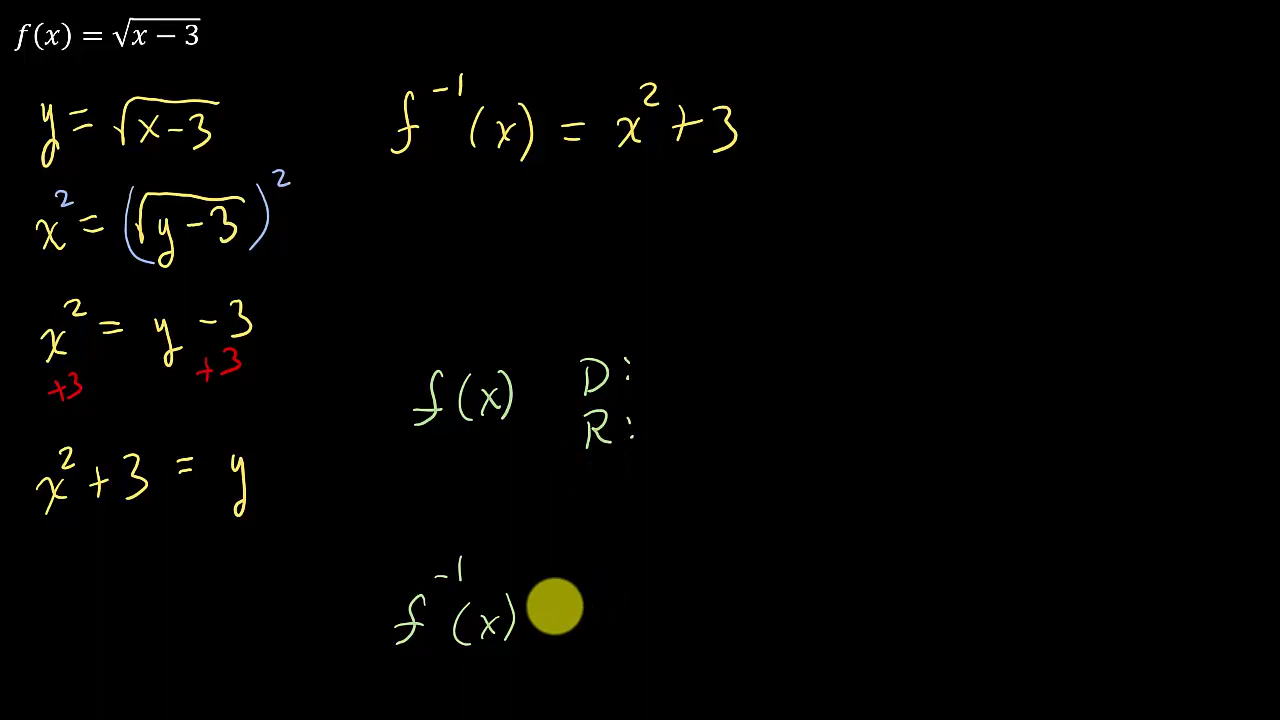 f(x) = √(x − 3)
y = √(x − 3)
x² = (√(y − 3))²
x² = y − 3
+3 +3
x² + 3 = y
f⁻¹(x) = x² + 3
f(x) D:
R:
f⁻¹(x)